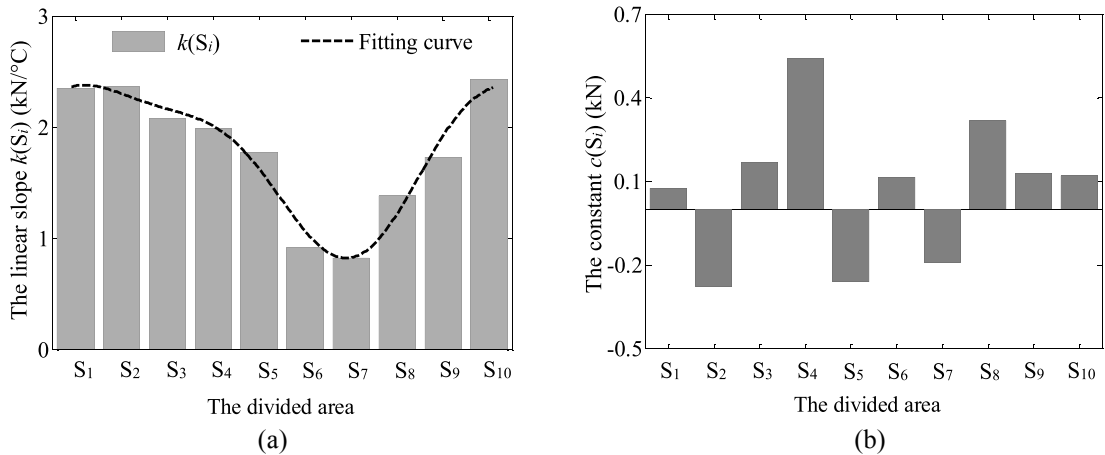 3
2
1
0
The linear slope k(Si) (kN/°C)
k(Si)
Fitting curve
S1 S2 S3 S4 S5 S6 S7 S8 S9 S10
The divided area
(a)
0.7
0.4
0.1
-0.2
-0.5
The constant c(Si) (kN)
S1 S2 S3 S4 S5 S6 S7 S8 S9 S10
The divided area
(b)